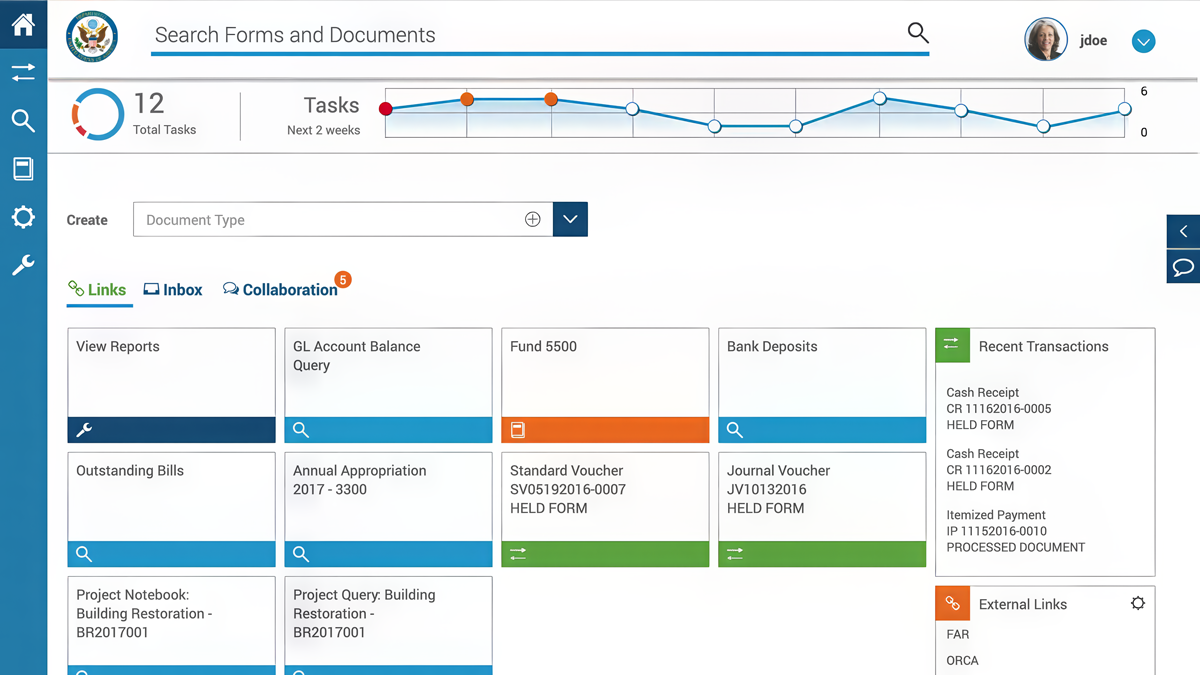 Search Forms and Documents
jdoe
12
Total Tasks
Tasks
Next 2 weeks
6
0
Create
Document Type
Links
Inbox
Collaboration
5
View Reports
GL Account Balance
Query
Fund 5500
Bank Deposits
Outstanding Bills
Annual Appropriation
2017 - 3300
Standard Voucher
SV05192016-0007
HELD FORM
Journal Voucher
JV10132016
HELD FORM
Project Notebook:
Building Restoration -
BR2017001
Project Query: Building
Restoration -
BR2017001
Recent Transactions
Cash Receipt
CR 11162016-0005
HELD FORM
Cash Receipt
CR 11162016-0002
HELD FORM
Itemized Payment
IP 11152016-0010
PROCESSED DOCUMENT
External Links
FAR
ORCA